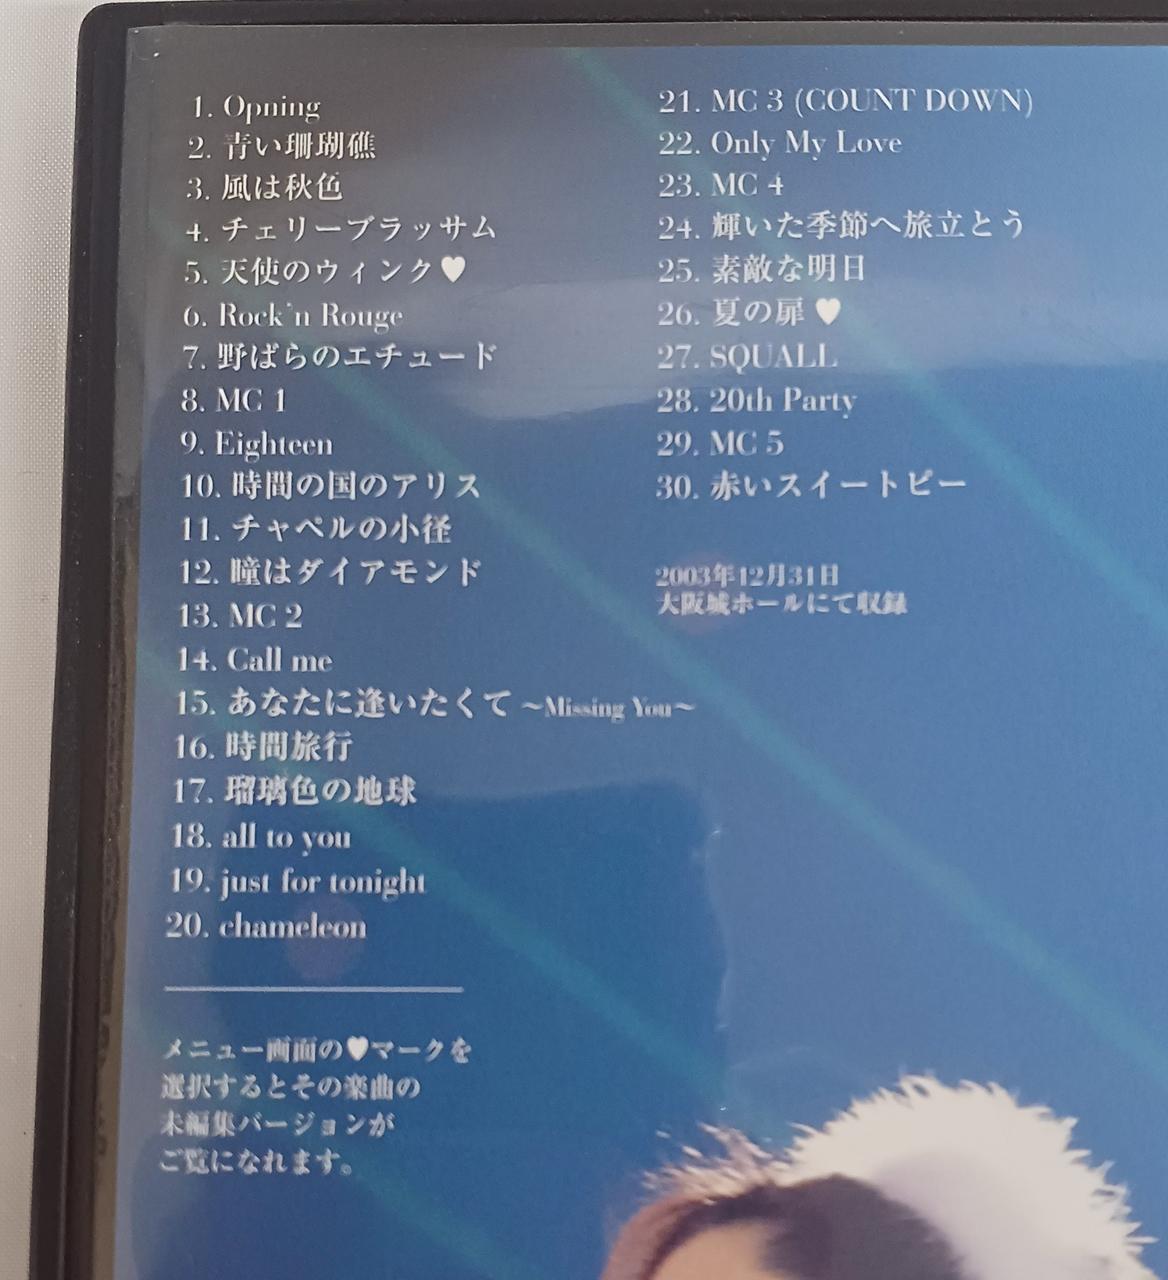 1. Opning
2. 青い珊瑚礁
3. 風は秋色
4. チェリーブラッサム
5. 天使のウィンク♥
6. Rock'n Rouge
7. 野ばらのエチュード
8. MC 1
9. Eighteen
10. 時間の国のアリス
11. チャペルの小径
12. 瞳はダイアモンド
13. MC 2
14. Call me
15. あなたに逢いたくて ～Missing You～
16. 時間旅行
17. 瑠璃色の地球
18. all to you
19. just for tonight
20. chameleon
メニュー画面の♥マークを
選択するとその楽曲の
未編集バージョンが
ご覧になれます。
21. MC 3 (COUNT DOWN)
22. Only My Love
23. MC 4
24. 輝いた季節へ旅立とう
25. 素敵な明日
26. 夏の扉 ♥
27. SQUALL
28. 20th Party
29. MC 5
30. 赤いスイートピー
2003年12月31日
大阪城ホールにて収録